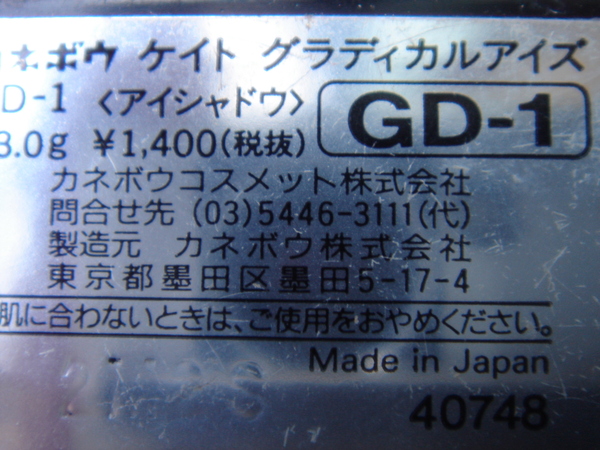 カネボウ ケイト グラディカルアイズ
GD-1 〈アイシャドウ〉 GD-1
3.0g ¥1,400(税抜)
カネボウコスメット株式会社
問合せ先 (03)5446-3111(代)
製造元 カネボウ株式会社
東京都墨田区墨田5-17-4
肌に合わないときは、ご使用をおやめください。
Made in Japan
40748